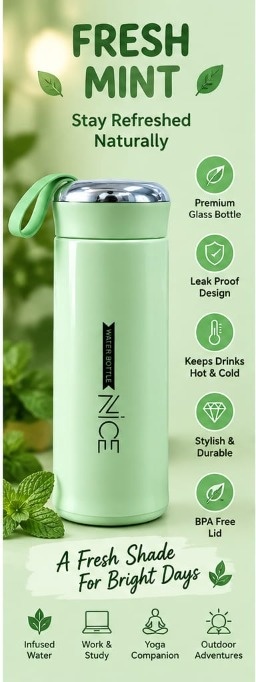 FRESH
MINT
Stay Refreshed
Naturally
Premium
Glass Bottle
Leak Proof
Design
Keeps Drinks
Hot & Cold
Stylish &
Durable
BPA Free
Lid
WATER BOTTLE
NICE
A Fresh Shade
For Bright Days
Infused
Water
Work &
Study
Yoga
Companion
Outdoor
Adventures